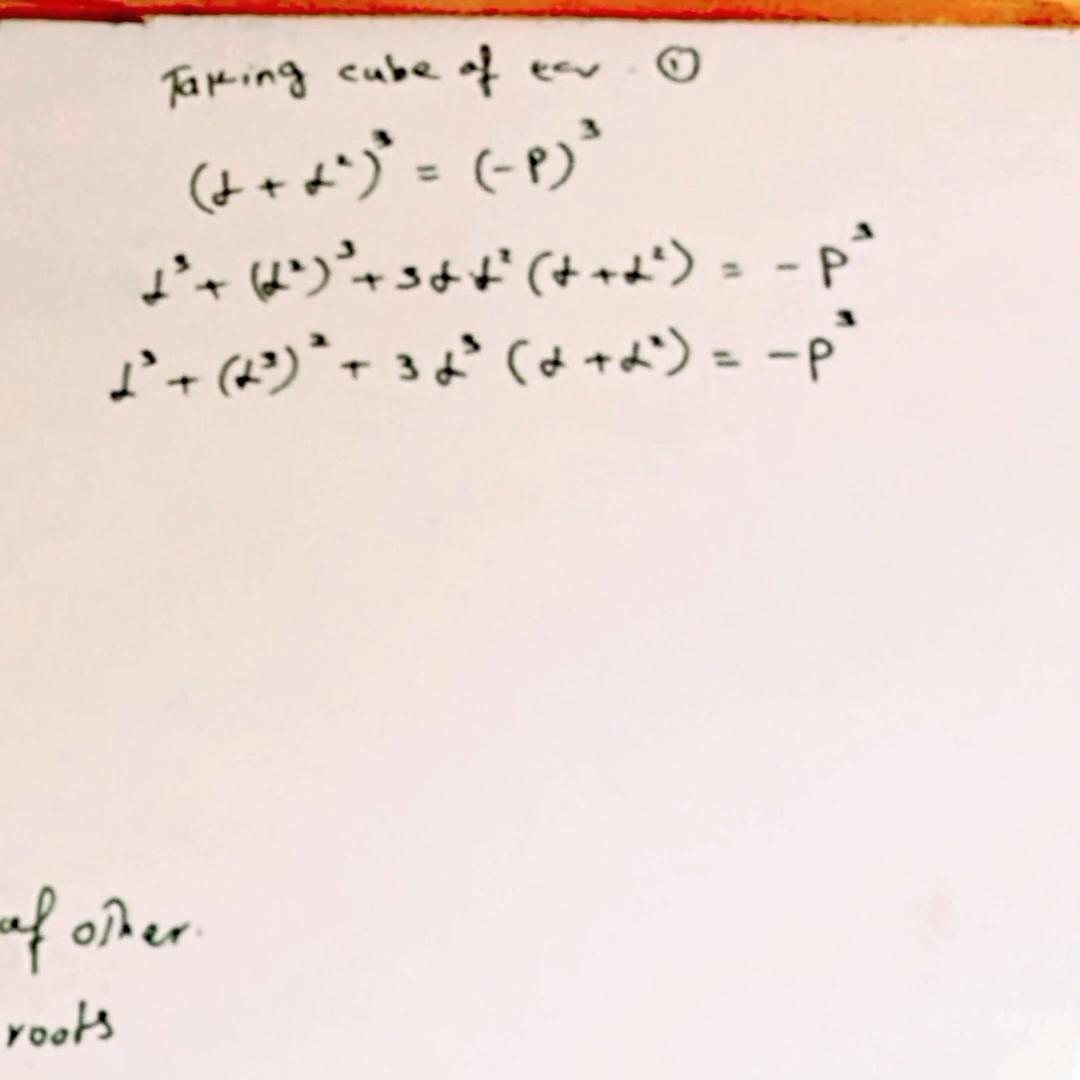 Taking cube of eqn. ①
(α + α²)³ = (-P)³
α³ + (α²)³ + 3αα² (α + α²) = -P³
α³ + (α³)² + 3α³ (α + α²) = -P³
of other.
roots